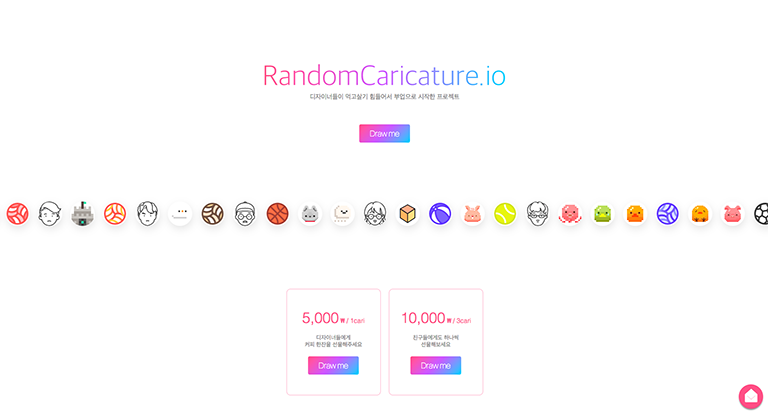 RandomCaricature.io
디자이너들이 먹고살기 힘들어서 부업으로 시작한 프로젝트
Draw me
5,000 ₩ / 1cari
디자이너들에게
커피 한잔을 선물해주세요
Draw me
10,000 ₩ / 3cari
친구들에게도 하나씩
선물해보세요
Draw me